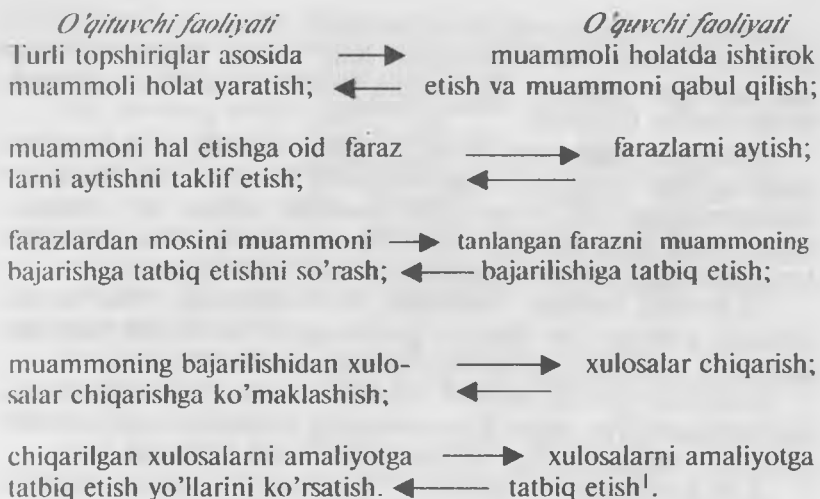 O'qituvchi faoliyati O'quvchi faoliyati
Turli topshiriqlar asosida muammoli holatda ishtirok
muammoli holat yaratish; etish va muammoni qabul qilish;
muammoni hal etishga oid faraz farazlarni aytish;
larni aytishni taklif etish;
farazlardan mosini muammoni tanlangan farazni muammoning
bajarishga tatbiq etishni so'rash; bajarilishiga tatbiq etish;
muammoning bajarilishidan xulo- xulosalar chiqarish;
salar chiqarishga ko'maklashish;
chiqarilgan xulosalarni amaliyotga xulosalarni amaliyotga
tatbiq etish yo'llarini ko'rsatish. tatbiq etish¹.